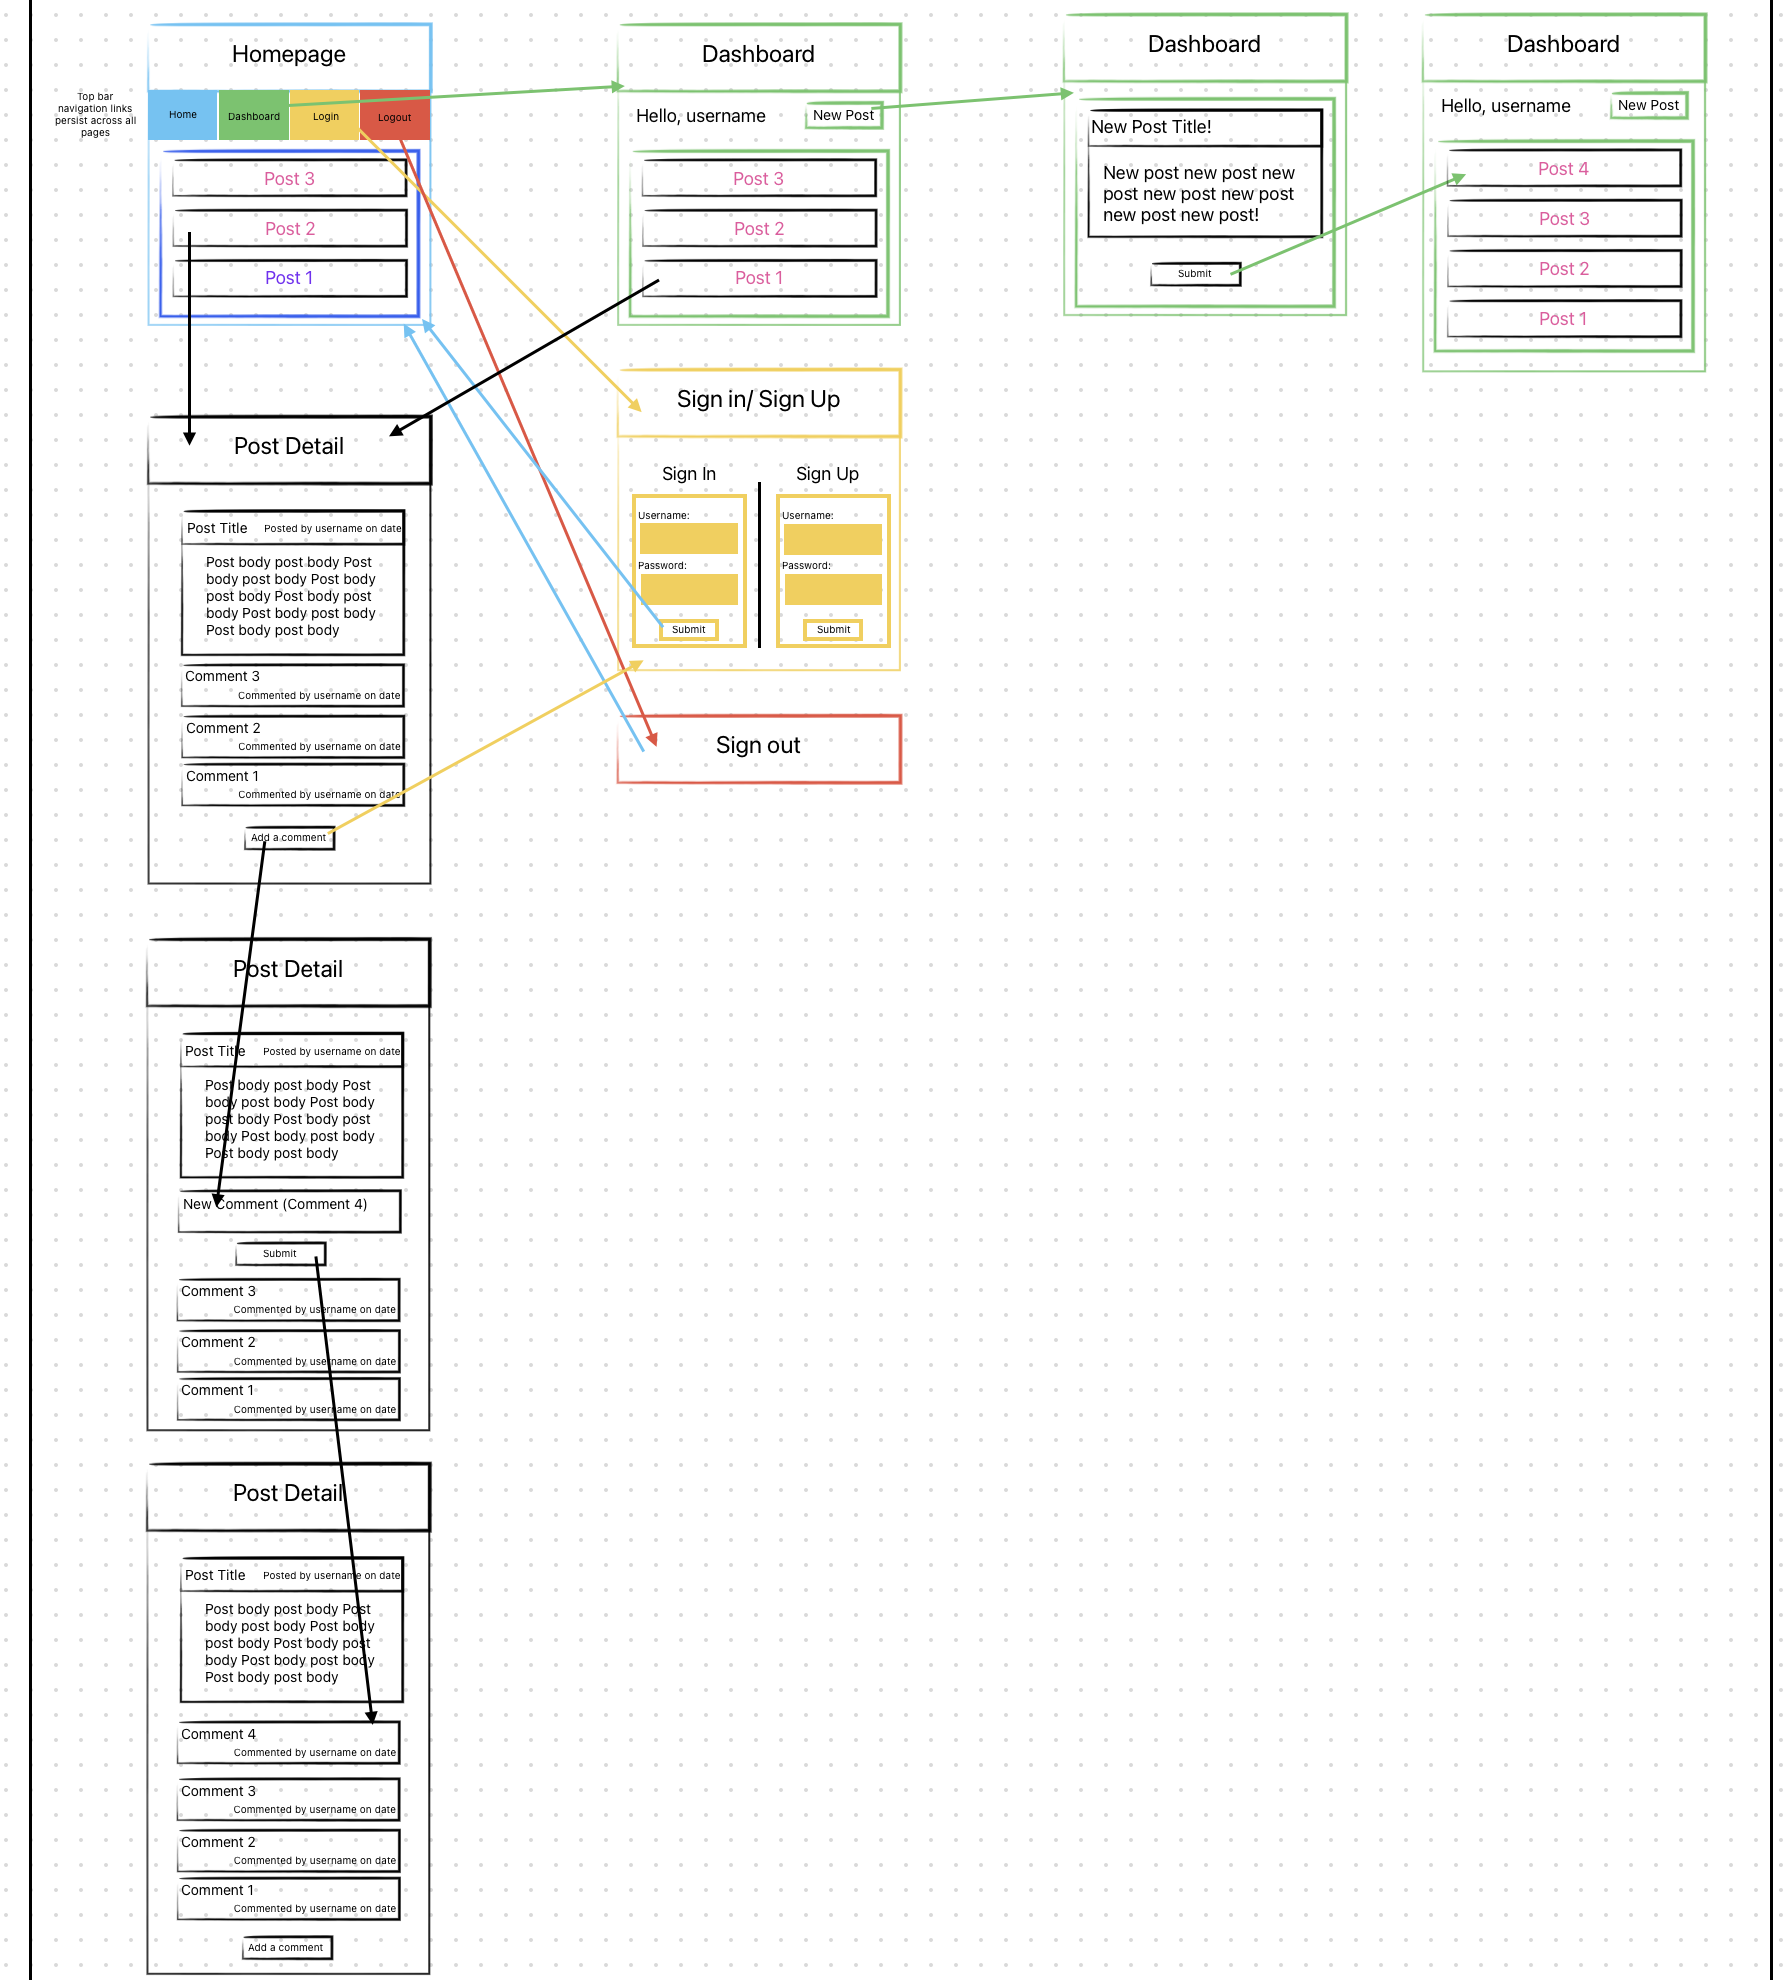 Homepage
Top bar
navigation links
persist across all
pages
Home
Dashboard
Login
Logout
Post 3
Post 2
Post 1
Dashboard
Hello, username
New Post
Post 3
Post 2
Post 1
Dashboard
New Post Title!
New post new post new
post new post new post
new post new post!
Submit
Dashboard
Hello, username
New Post
Post 4
Post 3
Post 2
Post 1
Sign in/ Sign Up
Sign In
Username:
Password:
Submit
Sign Up
Username:
Password:
Submit
Sign out
Post Detail
Post Title
Posted by username on date
Post body post body Post
body post body Post body
post body Post body post
body Post body post body
Post body post body
Comment 3
Commented by username on date
Comment 2
Commented by username on date
Comment 1
Commented by username on date
Add a comment
Post Detail
Post Title
Posted by username on date
Post body post body Post
body post body Post body
post body Post body post
body Post body post body
Post body post body
New Comment (Comment 4)
Submit
Comment 3
Commented by username on date
Comment 2
Commented by username on date
Comment 1
Commented by username on date
Post Detail
Post Title
Posted by username on date
Post body post body Post
body post body Post body
post body Post body post
body Post body post body
Post body post body
Comment 4
Commented by username on date
Comment 3
Commented by username on date
Comment 2
Commented by username on date
Comment 1
Commented by username on date
Add a comment